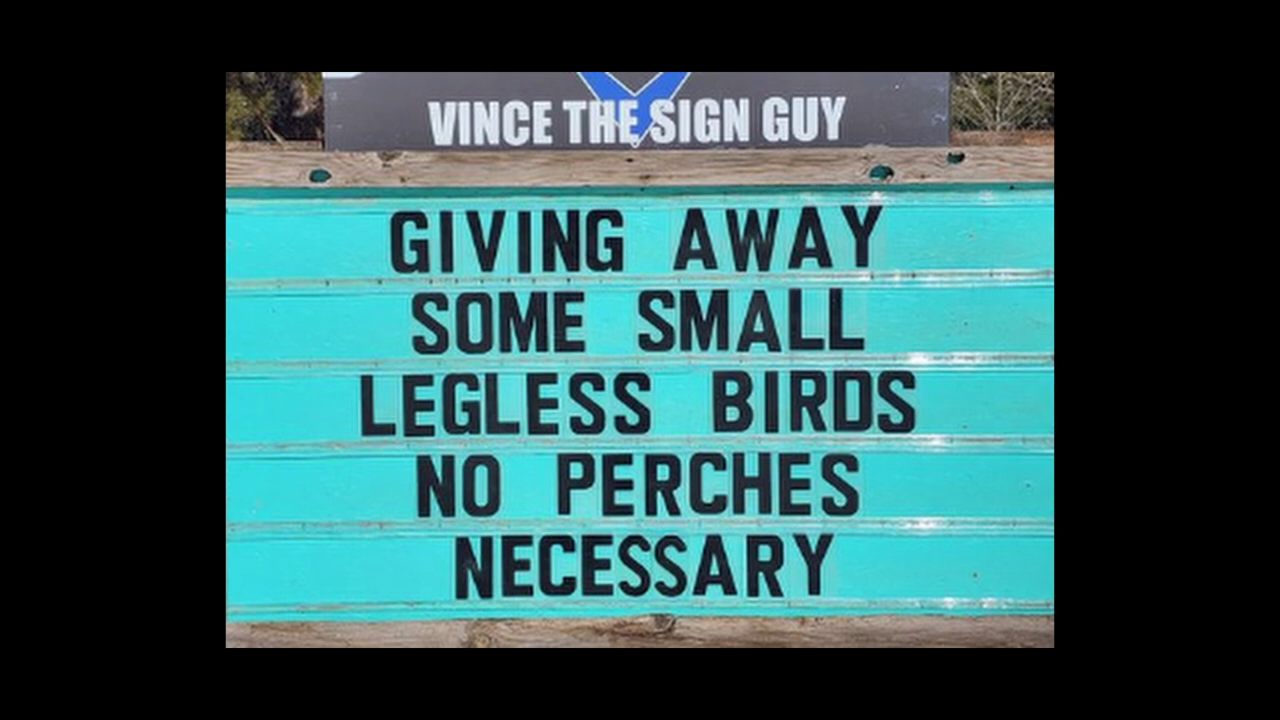 VINCE THE SIGN GUY
GIVING AWAY
SOME SMALL
LEGLESS BIRDS
NO PERCHES
NECESSARY